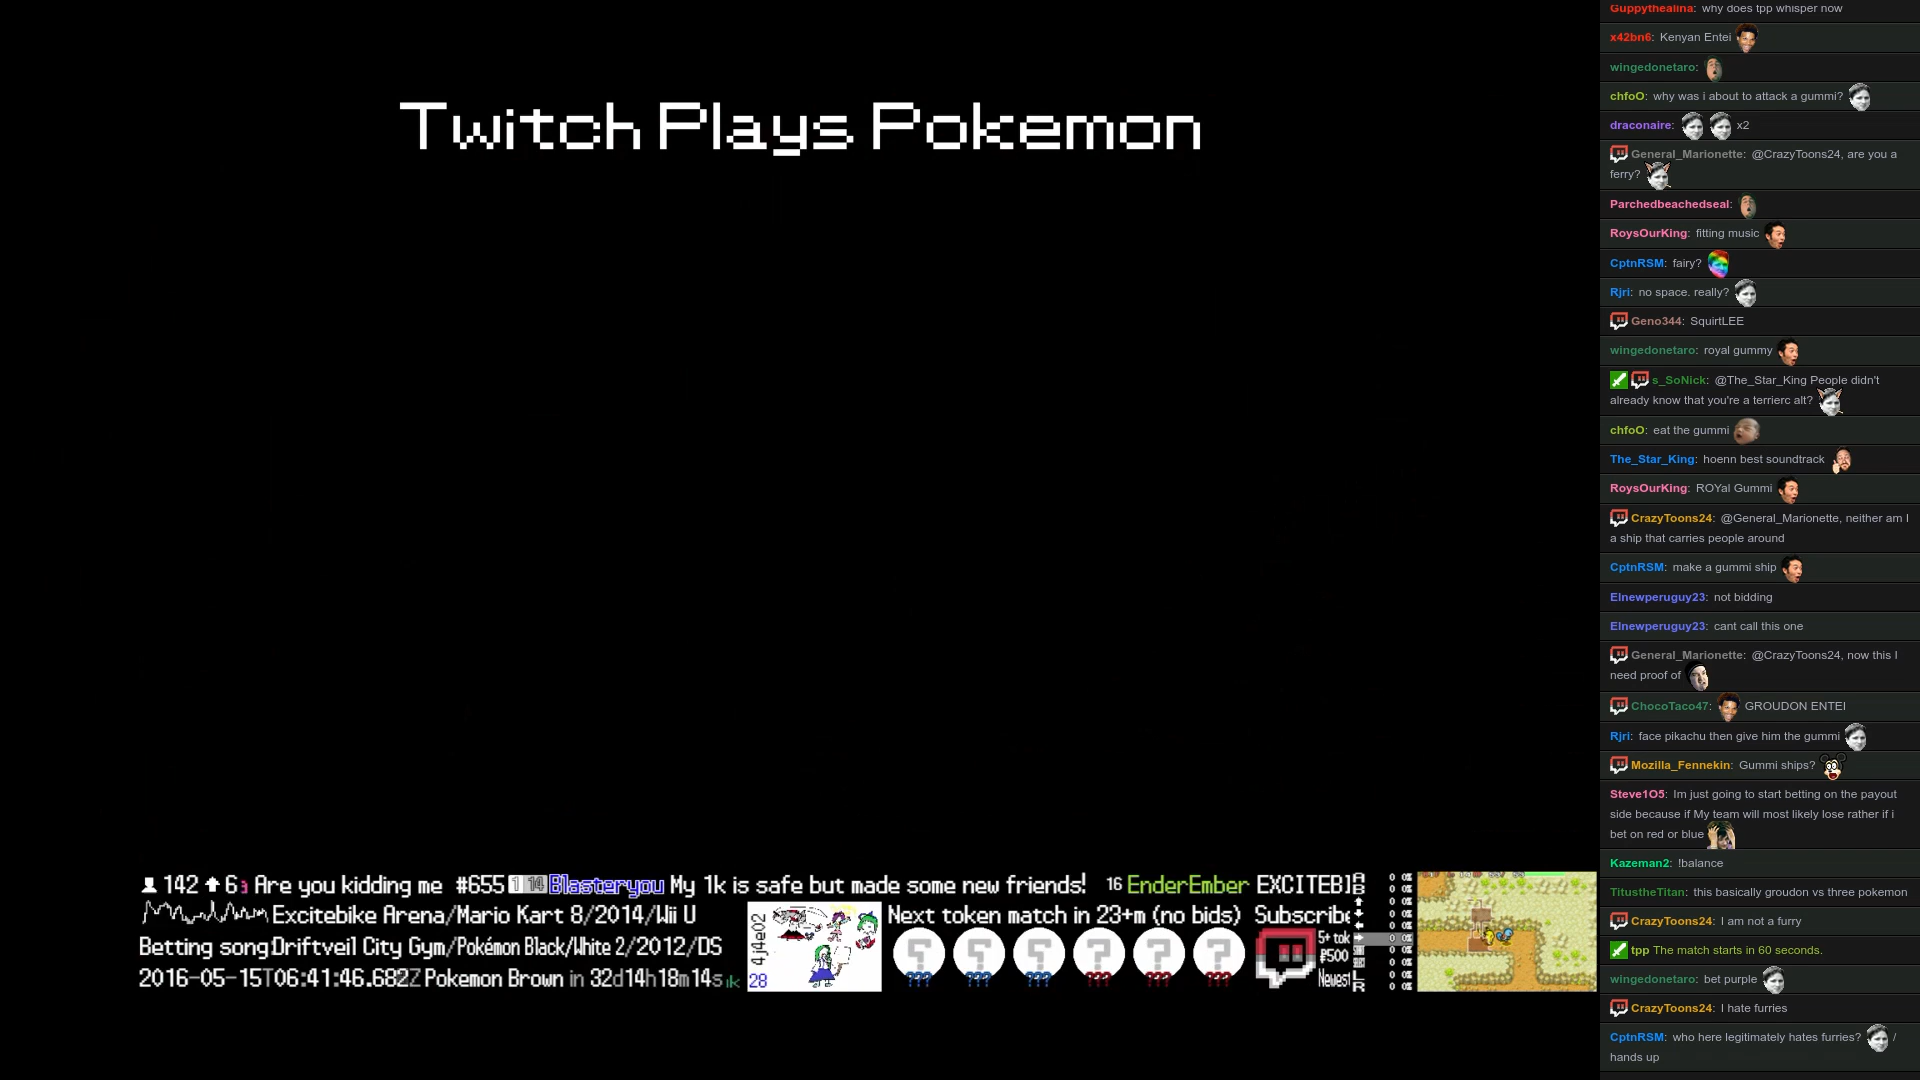 Twitch Plays Pokemon
142 6 3 Are you kidding me #655 1 14 Blasteryou My 1k is safe but made some new friends! 16 EnderEmber EXCITEBI
Excitebike Arena/Mario Kart 8/2014/Wii U
Betting song:Driftveil City Gym/Pokémon Black/White 2/2012/DS
2016-05-15T06:41:46.682Z Pokemon Brown in 32d14h18m14s
4j4e02
28
Next token match in 23+m (no bids) Subscribe
??? ??? ??? ??? ??? ???
5+ tok
₽500
Newest
Guppythealina: why does tpp whisper now
x42bn6: Kenyan Entei
wingedonetaro:
chfoO: why was i about to attack a gummi?
draconaire: x2
General_Marionette: @CrazyToons24, are you a
ferry?
Parchedbeachedseal:
RoysOurKing: fitting music
CptnRSM: fairy?
Rjri: no space. really?
Geno344: SquirtLEE
wingedonetaro: royal gummy
s_SoNick: @The_Star_King People didn't
already know that you're a terrierc alt?
chfoO: eat the gummi
The_Star_King: hoenn best soundtrack
RoysOurKing: ROYal Gummi
CrazyToons24: @General_Marionette, neither am I
a ship that carries people around
CptnRSM: make a gummi ship
Elnewperuguy23: not bidding
Elnewperuguy23: cant call this one
General_Marionette: @CrazyToons24, now this I
need proof of
ChocoTaco47: GROUDON ENTEI
Rjri: face pikachu then give him the gummi
Mozilla_Fennekin: Gummi ships?
Steve1O5: Im just going to start betting on the payout
side because if My team will most likely lose rather if i
bet on red or blue
Kazeman2: !balance
TitustheTitan: this basically groudon vs three pokemon
CrazyToons24: I am not a furry
tpp The match starts in 60 seconds.
wingedonetaro: bet purple
CrazyToons24: I hate furries
CptnRSM: who here legitimately hates furries? /
hands up